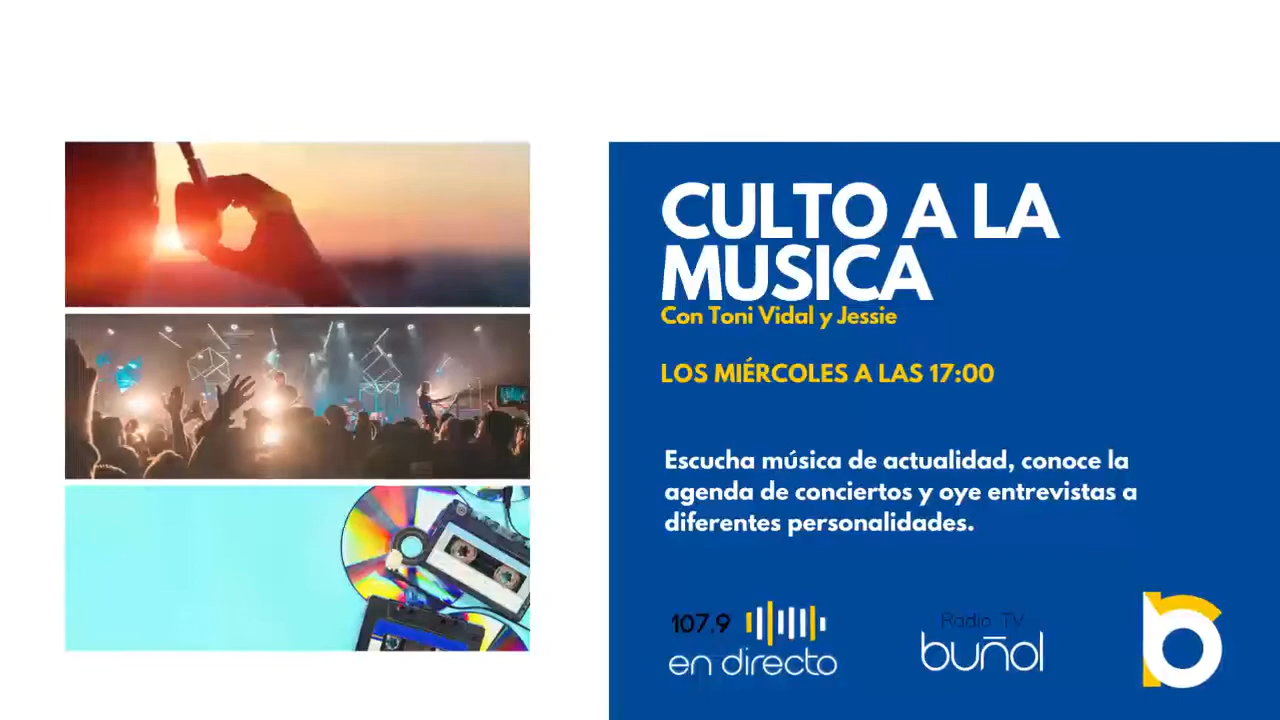 CULTO A LA
MUSICA
Con Toni Vidal y Jessie
LOS MIÉRCOLES A LAS 17:00
Escucha música de actualidad, conoce la
agenda de conciertos y oye entrevistas a
diferentes personalidades.
107.9
en directo
Radio TV
buñol